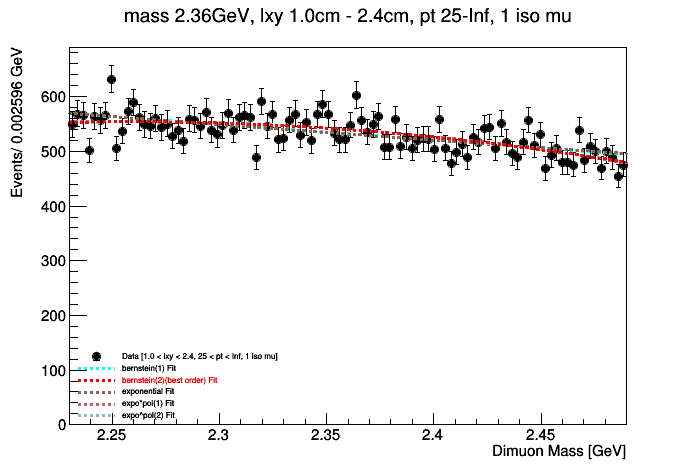 mass 2.36GeV, lxy 1.0cm - 2.4cm, pt 25-Inf, 1 iso mu
Events/ 0.002596 GeV
600
500
400
300
200
100
0
Data [1.0 < lxy < 2.4, 25 < pt < Inf, 1 iso mu]
bernstein(1) Fit
bernstein(2)(best order) Fit
exponential Fit
expo*pol(1) Fit
expo*pol(2) Fit
2.25
2.3
2.35
2.4
2.45
Dimuon Mass [GeV]